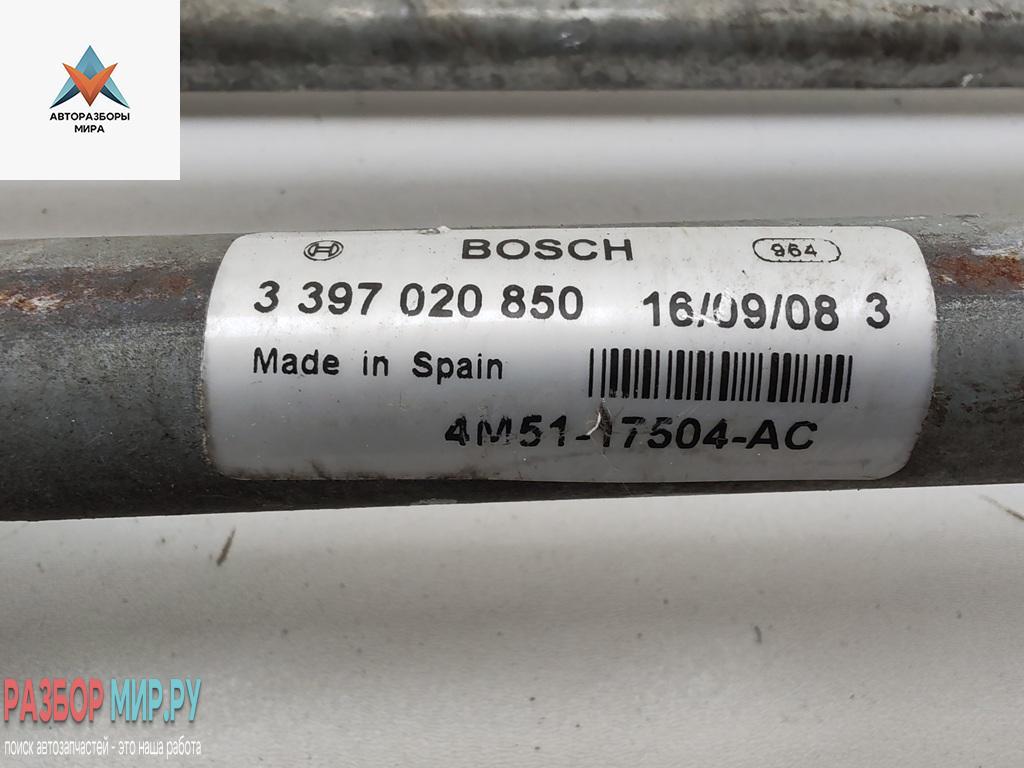 АВТОРАЗБОРЫ
МИРА
BOSCH 964
3 397 020 850 16/09/08 3
Made in Spain
4M51-17504-AC
РАЗБОР МИР.РУ
поиск автозапчастей - это наша работа